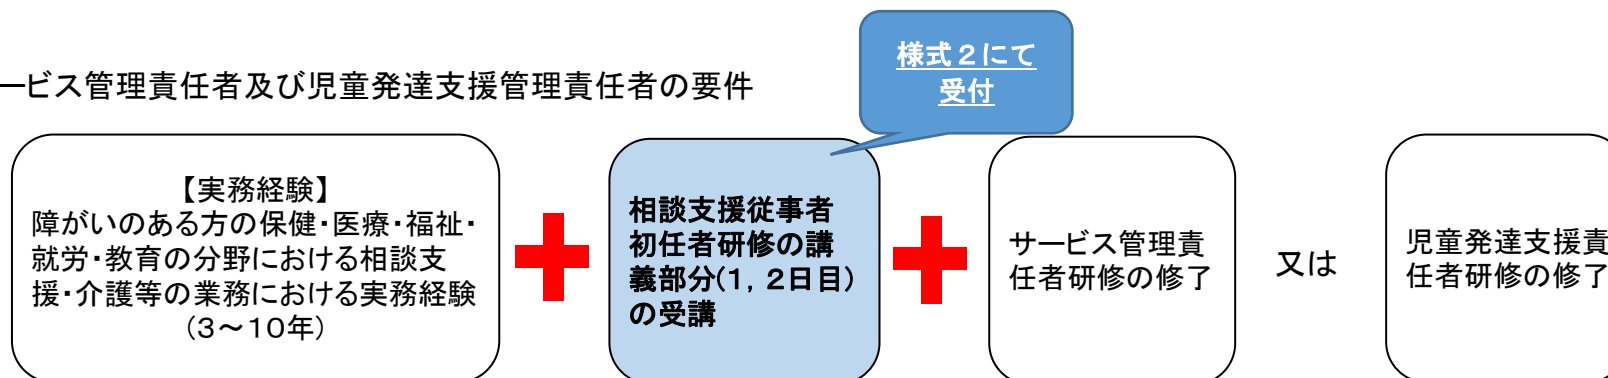 様式２にて
受付
ービス管理責任者及び児童発達支援管理責任者の要件
【実務経験】
障がいのある方の保健・医療・福祉・
就労・教育の分野における相談支
援・介護等の業務における実務経験
（３～１０年）
相談支援従事者
初任者研修の講
義部分(1，2日目)
の受講
サービス管理責
任者研修の修了
又は
児童発達支援責
任者研修の修了